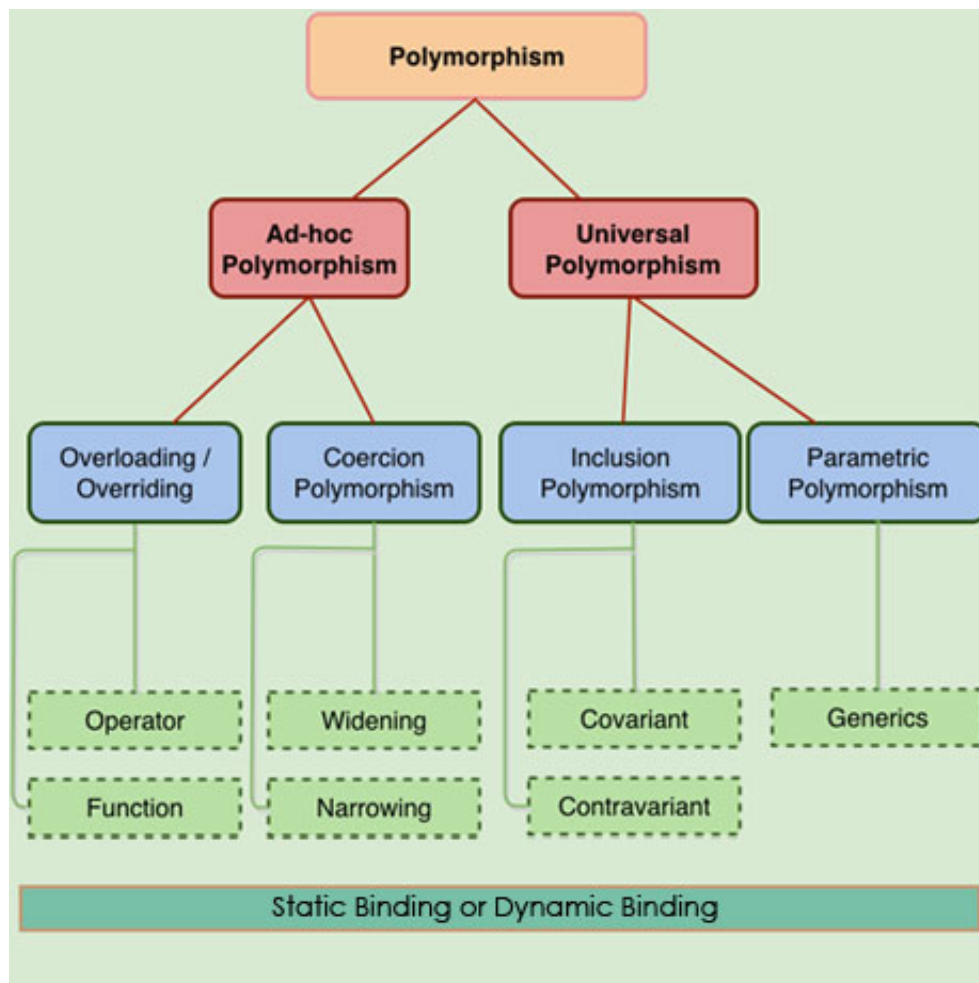 Polymorphism
Ad-hoc
Polymorphism
Universal
Polymorphism
Overloading /
Overriding
Coercion
Polymorphism
Inclusion
Polymorphism
Parametric
Polymorphism
Operator
Widening
Covariant
Generics
Function
Narrowing
Contravariant
Static Binding or Dynamic Binding